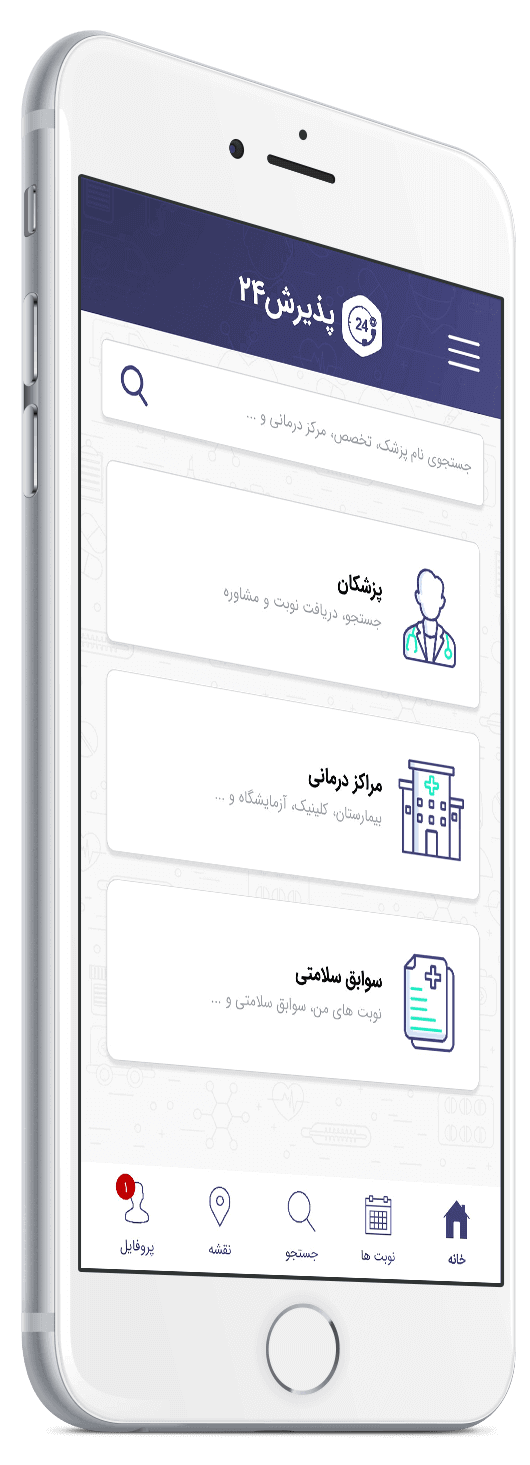 پذیرش۲۴
24
جستجوی نام پزشک، تخصص، مرکز درمانی و ...
پزشکان
جستجو، دریافت نوبت و مشاوره
مراکز درمانی
بیمارستان، کلینیک، آزمایشگاه و ...
سوابق سلامتی
نوبت های من، سوابق سلامتی و ...
۱
خانه
نوبت ها
جستجو
نقشه
پروفایل